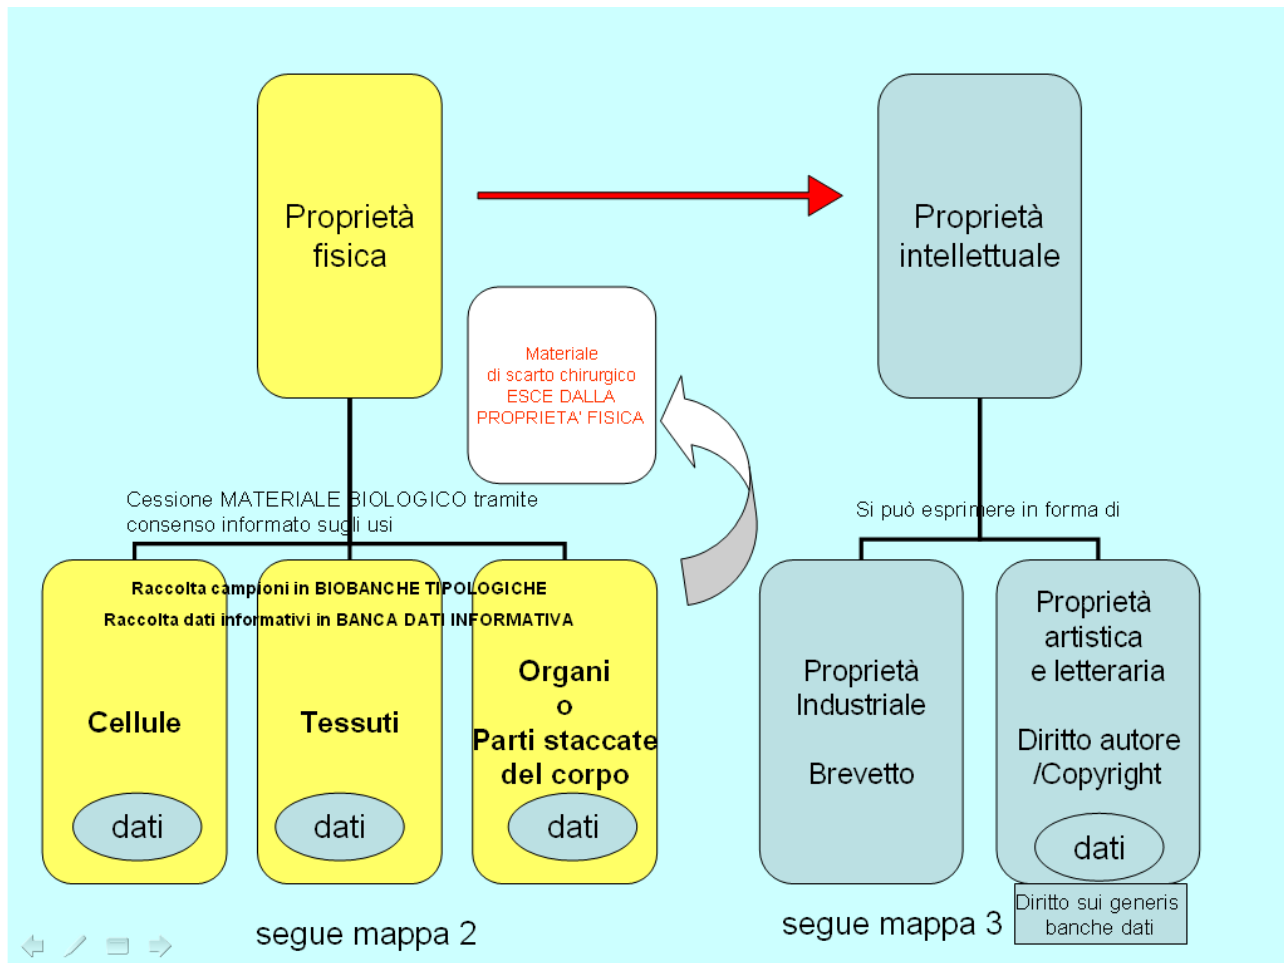 Proprietà
fisica
Proprietà
intellettuale
Materiale
di scarto chirurgico
ESCE DALLA
PROPRIETA' FISICA
Cessione MATERIALE BIOLOGICO tramite
consenso informato sugli usi
Si può esprimere in forma di
Raccolta campioni in BIOBANCHE TIPOLOGICHE
Raccolta dati informativi in BANCA DATI INFORMATIVA
Cellule
dati
Tessuti
dati
Organi
o
Parti staccate
del corpo
dati
Proprietà
Industriale
Brevetto
Proprietà
artistica
e letteraria
Diritto autore
/Copyright
dati
Diritto sui generis
banche dati
segue mappa 2
segue mappa 3